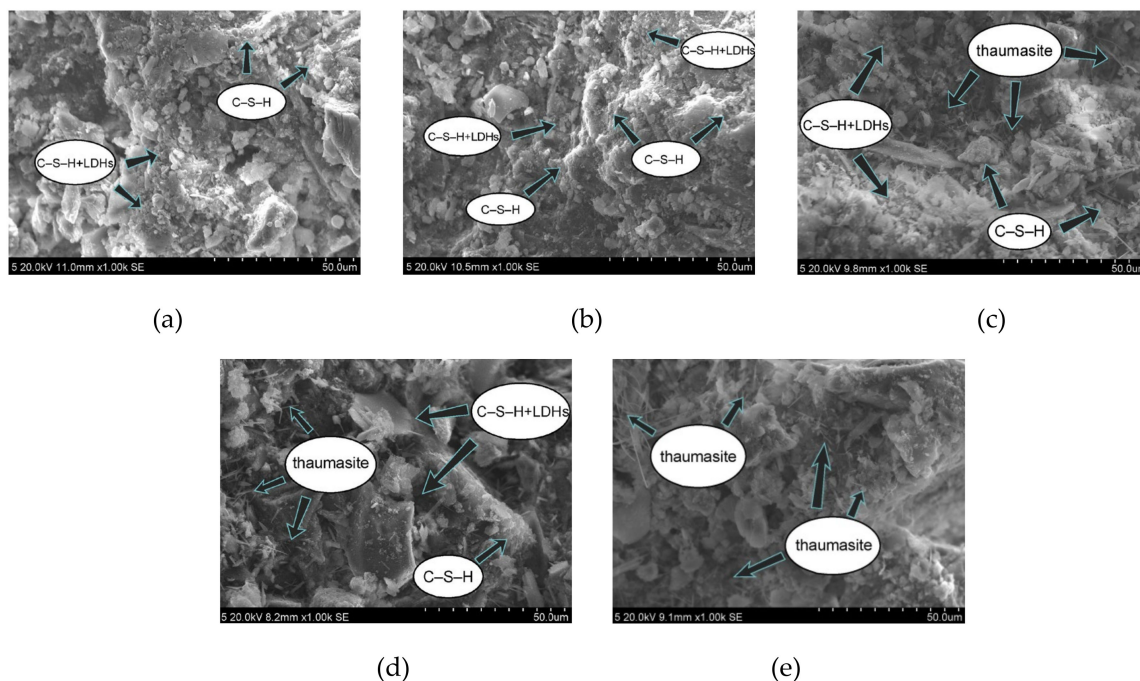 C–S–H
C–S–H+LDHs
5 20.0kV 11.0mm x1.00k SE 50.0um
(a)
C–S–H+LDHs
C–S–H+LDHs
C–S–H
C–S–H
5 20.0kV 10.5mm x1.00k SE 50.0um
(b)
thaumasite
C–S–H+LDHs
C–S–H
5 20.0kV 9.8mm x1.00k SE 50.0um
(c)
C–S–H+LDHs
thaumasite
C–S–H
5 20.0kV 8.2mm x1.00k SE 50.0um
(d)
thaumasite
thaumasite
5 20.0kV 9.1mm x1.00k SE 50.0um
(e)